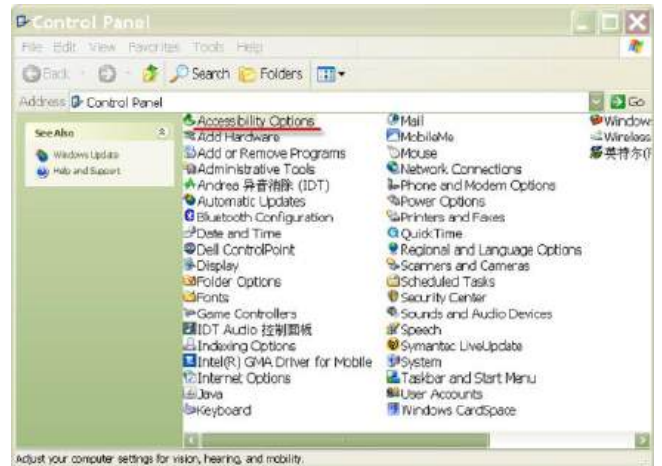 Control Panel
File Edit View Favorites Tools Help
Back Search Folders
Address Control Panel Go
See Also
Windows Update
Help and Support
Accessibility Options
Add Hardware
Add or Remove Programs
Administrative Tools
Andrea 异音消除 (IDT)
Automatic Updates
Bluetooth Configuration
Date and Time
Dell ControlPoint
Display
Folder Options
Fonts
Game Controllers
IDT Audio 控制面板
Indexing Options
Intel(R) GMA Driver for Mobile
Internet Options
Java
Keyboard
Mail
MobileMe
Mouse
Network Connections
Phone and Modem Options
Power Options
Printers and Faxes
QuickTime
Regional and Language Options
Scanners and Cameras
Scheduled Tasks
Security Center
Sounds and Audio Devices
Speech
Symantec LiveUpdate
System
Taskbar and Start Menu
User Accounts
Windows CardSpace
Window
Wireless
英特尔(
Adjust your computer settings for vision, hearing, and mobility.